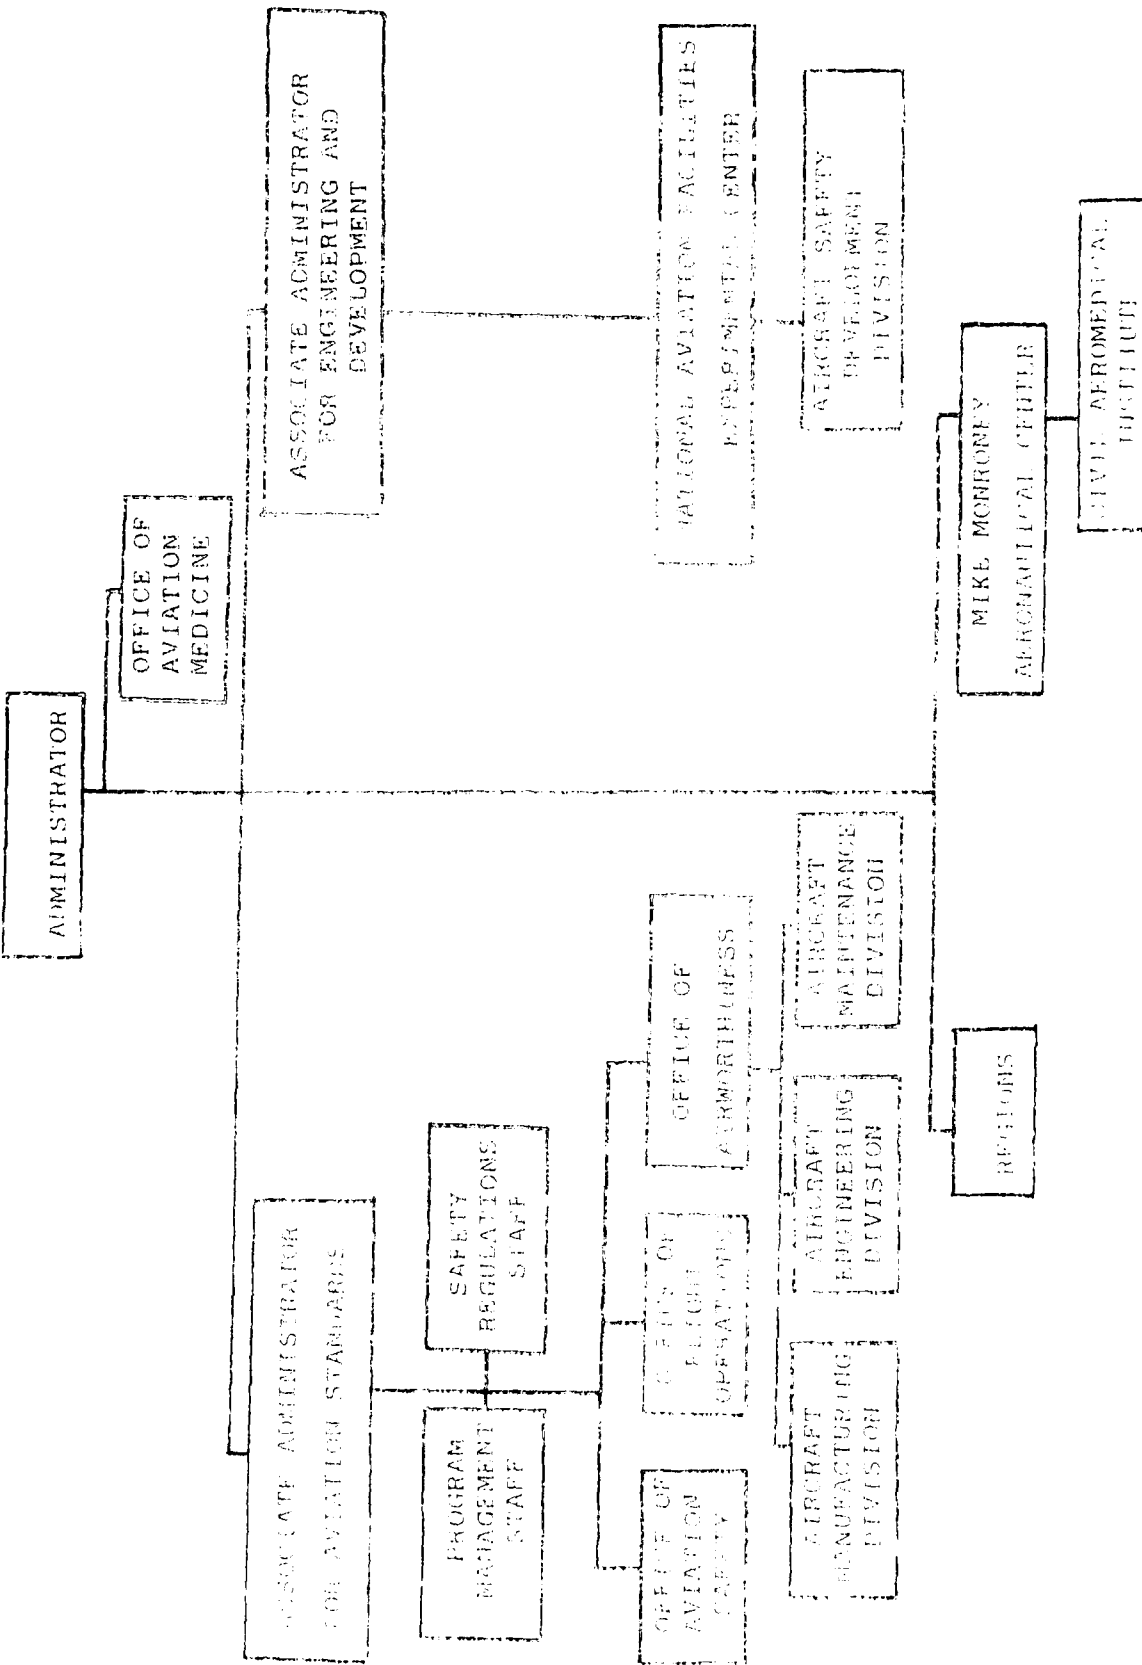 ADMINISTRATOR
OFFICE OF
AVIATION
MEDICINE
ASSOCIATE ADMINISTRATOR
FOR AVIATION STANDARDS
ASSOCIATE ADMINISTRATOR
FOR ENGINEERING AND
DEVELOPMENT
PROGRAM
MANAGEMENT
STAFF
SAFETY
REGULATIONS
STAFF
OFFICE OF
AVIATION
SAFETY
OFFICE OF
FLIGHT
OPERATIONS
OFFICE OF
AIRWORTHINESS
NATIONAL AVIATION FACILITIES
EXPERIMENTAL CENTER
AIRCRAFT
MANUFACTURING
DIVISION
AIRCRAFT
ENGINEERING
DIVISION
AIRCRAFT
MAINTENANCE
DIVISION
AIRCRAFT SAFETY
DEVELOPMENT
DIVISION
REGIONS
MIKE MONRONEY
AERONAUTICAL CENTER
CIVIL AEROMEDICAL
INSTITUTE